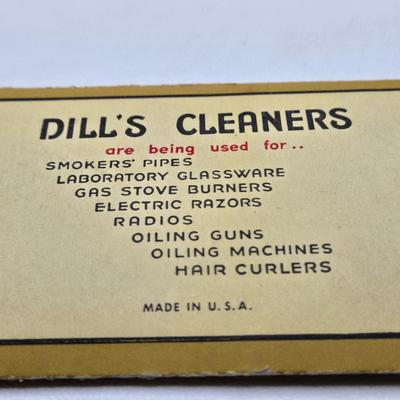 DILL'S CLEANERS
are being used for..
SMOKERS' PIPES
LABORATORY GLASSWARE
GAS STOVE BURNERS
ELECTRIC RAZORS
RADIOS
OILING GUNS
OILING MACHINES
HAIR CURLERS
MADE IN U.S.A.